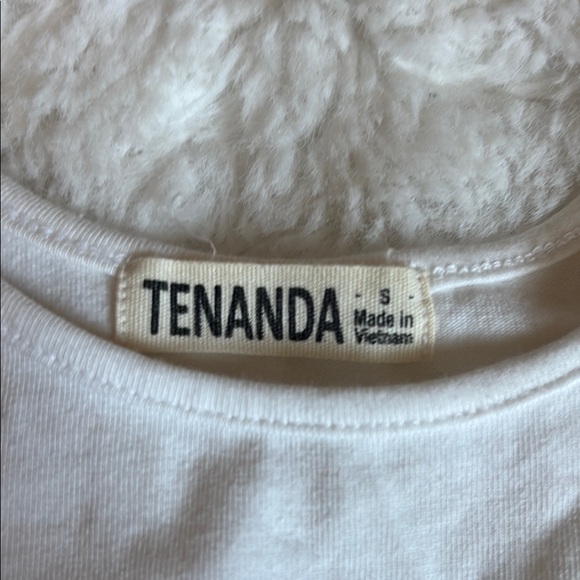 TENANDA
- S -
Made in
Vietnam